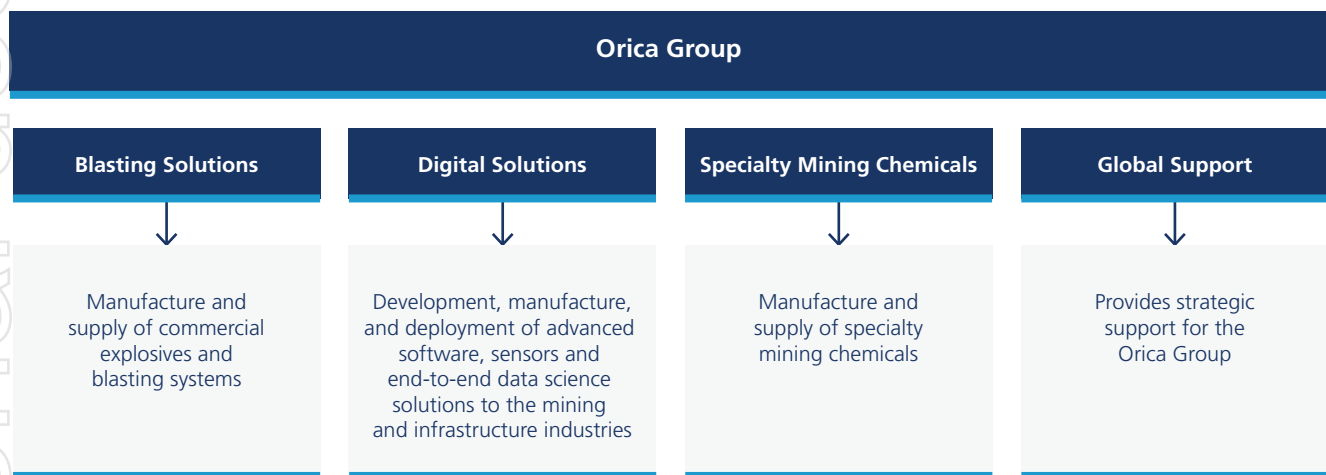 Orica Group
Blasting Solutions
Digital Solutions
Specialty Mining Chemicals
Global Support
Manufacture and
supply of commercial
explosives and
blasting systems
Development, manufacture,
and deployment of advanced
software, sensors and
end-to-end data science
solutions to the mining
and infrastructure industries
Manufacture and
supply of specialty
mining chemicals
Provides strategic
support for the
Orica Group